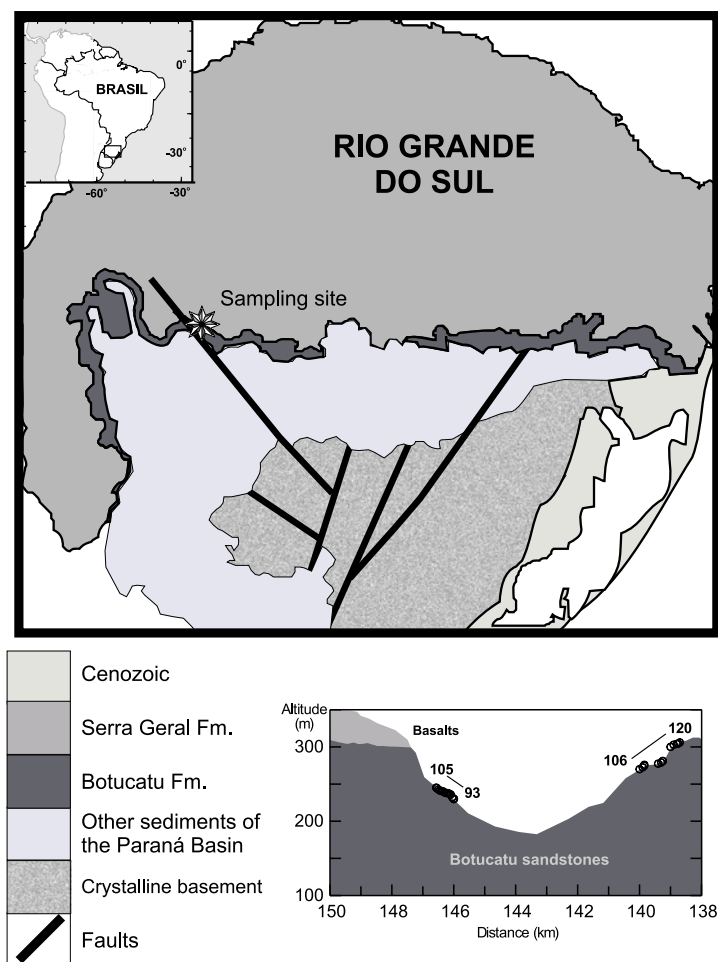 BRASIL
0°
-30°
-60°
-30°
RIO GRANDE
DO SUL
Sampling site
Cenozoic
Serra Geral Fm.
Botucatu Fm.
Other sediments of
the Paraná Basin
Crystalline basement
Faults
Altitude
(m)
300
200
100
Basalts
105
93
106
120
Botucatu sandstones
150
148
146
144
142
140
138
Distance (km)